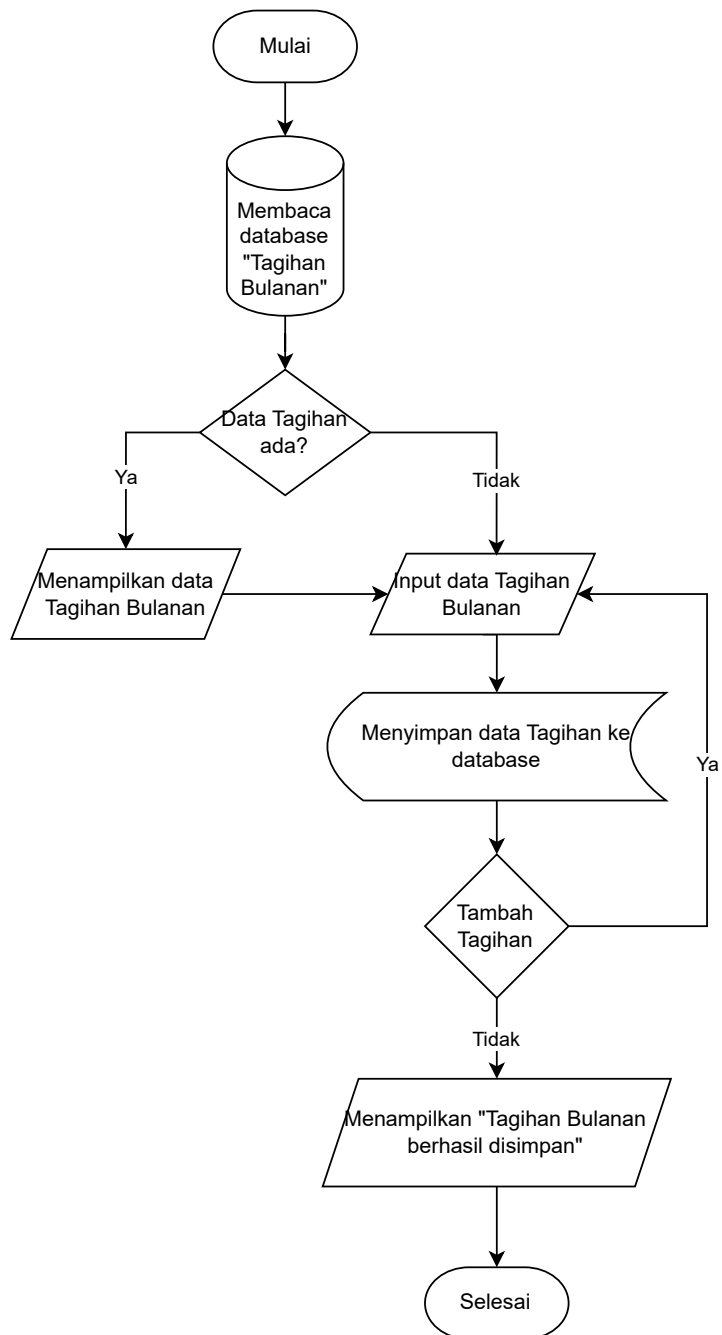 Mulai
Membaca
database
"Tagihan
Bulanan"
Data Tagihan
ada?
Ya
Tidak
Menampilkan data
Tagihan Bulanan
Input data Tagihan
Bulanan
Menyimpan data Tagihan ke
database
Ya
Tambah
Tagihan
Tidak
Menampilkan "Tagihan Bulanan
berhasil disimpan"
Selesai